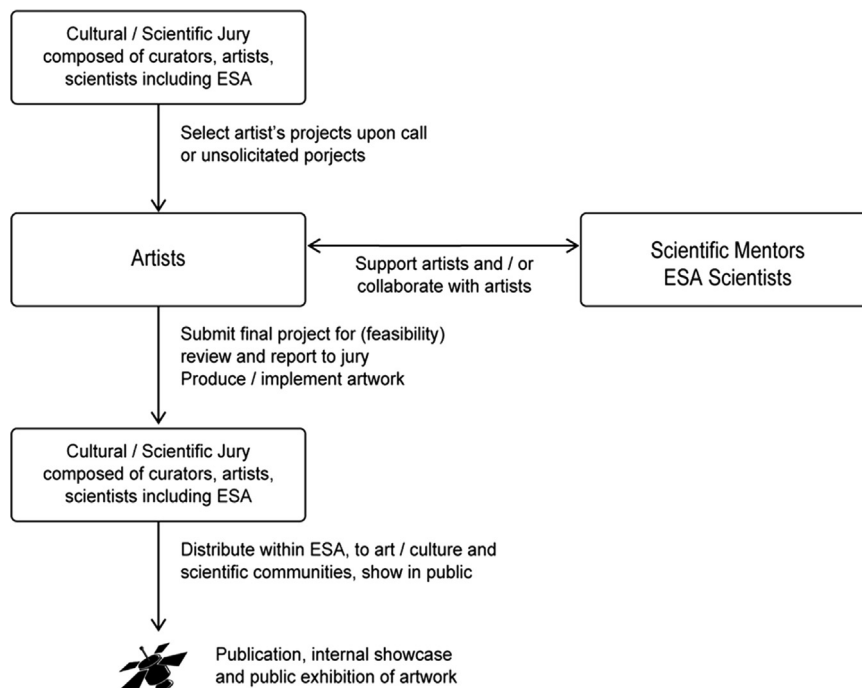 Cultural / Scientific Jury
composed of curators, artists,
scientists including ESA
Select artist's projects upon call
or unsolicitated porjects
Artists
Support artists and / or
collaborate with artists
Scientific Mentors
ESA Scientists
Submit final project for (feasibility)
review and report to jury
Produce / implement artwork
Cultural / Scientific Jury
composed of curators, artists,
scientists including ESA
Distribute within ESA, to art / culture and
scientific communities, show in public
Publication, internal showcase
and public exhibition of artwork